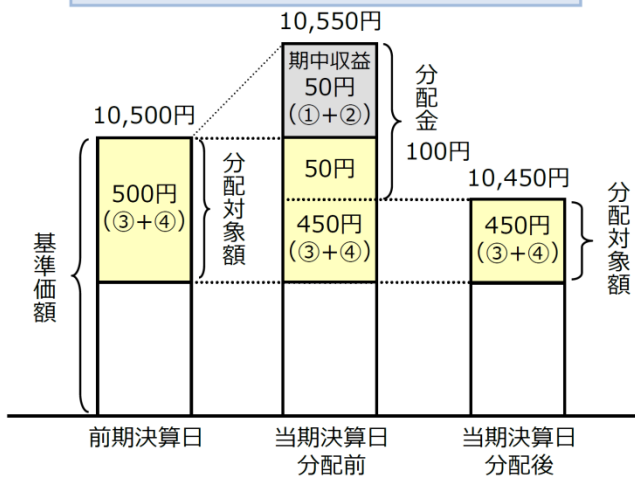 10,550円
期中収益
50円
(①+②)
分配金
100円
10,500円
500円
(③+④)
分配対象額
50円
450円
(③+④)
10,450円
450円
(③+④)
分配対象額
基準価額
前期決算日
当期決算日
分配前
当期決算日
分配後